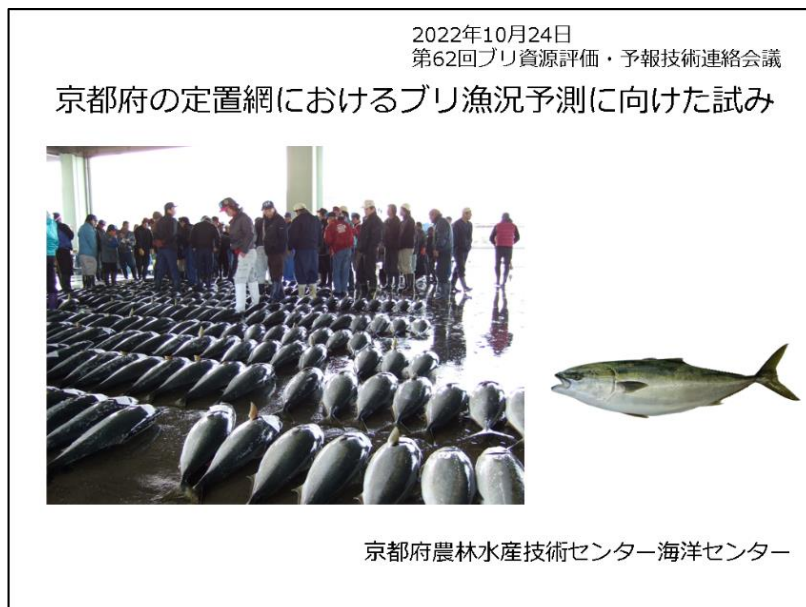 2022年10月24日
第62回ブリ資源評価・予報技術連絡会議
京都府の定置網におけるブリ漁況予測に向けた試み
京都府農林水産技術センター海洋センター